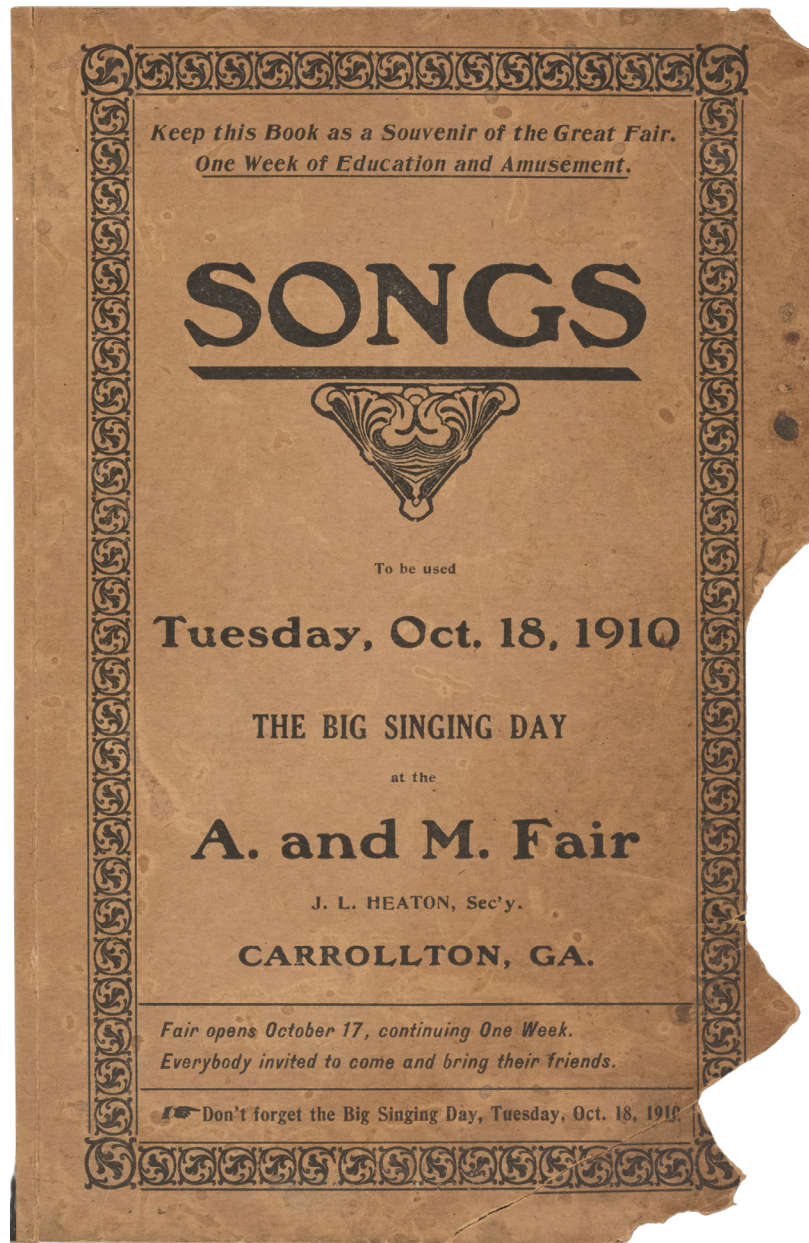 Keep this Book as a Souvenir of the Great Fair.
One Week of Education and Amusement.
SONGS
To be used
Tuesday, Oct. 18, 1910
THE BIG SINGING DAY
at the
A. and M. Fair
J. L. HEATON, Sec'y.
CARROLLTON, GA.
Fair opens October 17, continuing One Week.
Everybody invited to come and bring their friends.
☞Don't forget the Big Singing Day, Tuesday, Oct. 18, 1910.